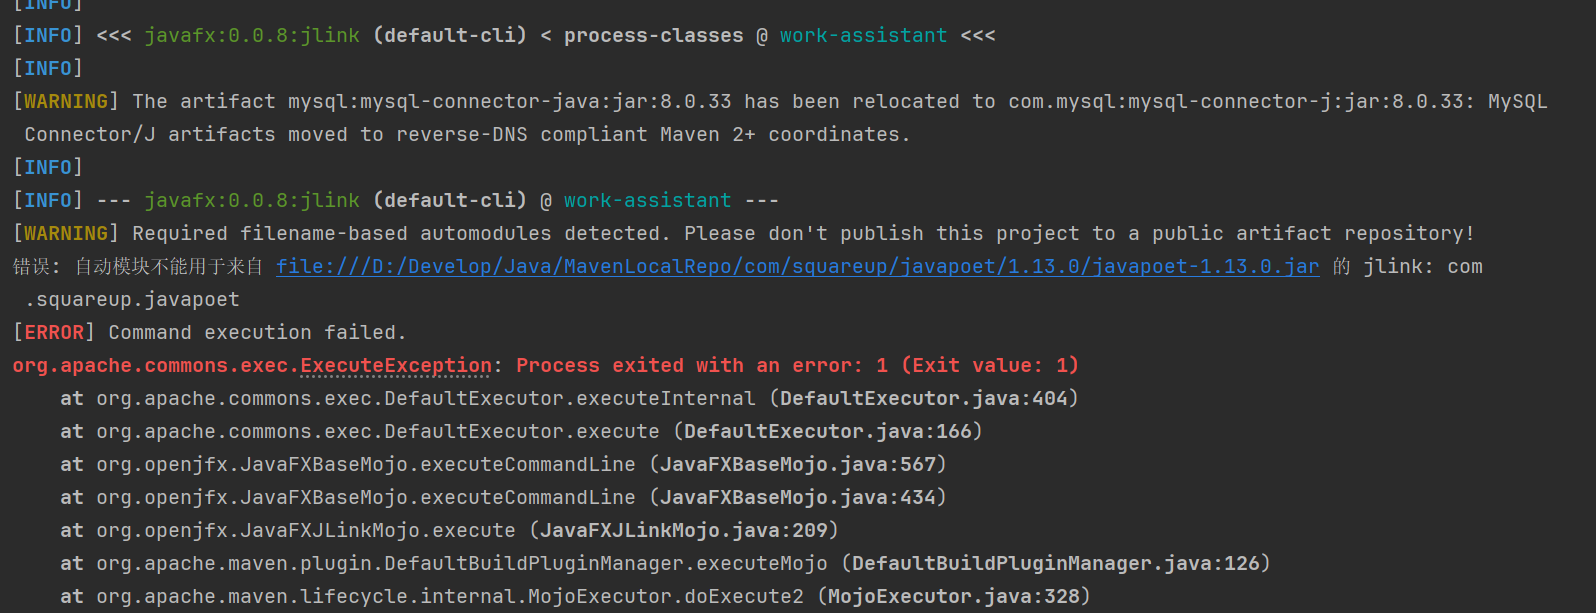 [INFO]
[INFO] <<< javafx:0.0.8:jlink (default-cli) < process-classes @ work-assistant <<<
[INFO]
[WARNING] The artifact mysql:mysql-connector-java:jar:8.0.33 has been relocated to com.mysql:mysql-connector-j:jar:8.0.33: MySQL
 Connector/J artifacts moved to reverse-DNS compliant Maven 2+ coordinates.
[INFO]
[INFO] --- javafx:0.0.8:jlink (default-cli) @ work-assistant ---
[WARNING] Required filename-based automodules detected. Please don't publish this project to a public artifact repository!
错误: 自动模块不能用于来自 file:///D:/Develop/Java/MavenLocalRepo/com/squareup/javapoet/1.13.0/javapoet-1.13.0.jar 的 jlink: com
 .squareup.javapoet
[ERROR] Command execution failed.
org.apache.commons.exec.ExecuteException: Process exited with an error: 1 (Exit value: 1)
    at org.apache.commons.exec.DefaultExecutor.executeInternal (DefaultExecutor.java:404)
    at org.apache.commons.exec.DefaultExecutor.execute (DefaultExecutor.java:166)
    at org.openjfx.JavaFXBaseMojo.executeCommandLine (JavaFXBaseMojo.java:567)
    at org.openjfx.JavaFXBaseMojo.executeCommandLine (JavaFXBaseMojo.java:434)
    at org.openjfx.JavaFXJLinkMojo.execute (JavaFXJLinkMojo.java:209)
    at org.apache.maven.plugin.DefaultBuildPluginManager.executeMojo (DefaultBuildPluginManager.java:126)
    at org.apache.maven.lifecycle.internal.MojoExecutor.doExecute2 (MojoExecutor.java:328)